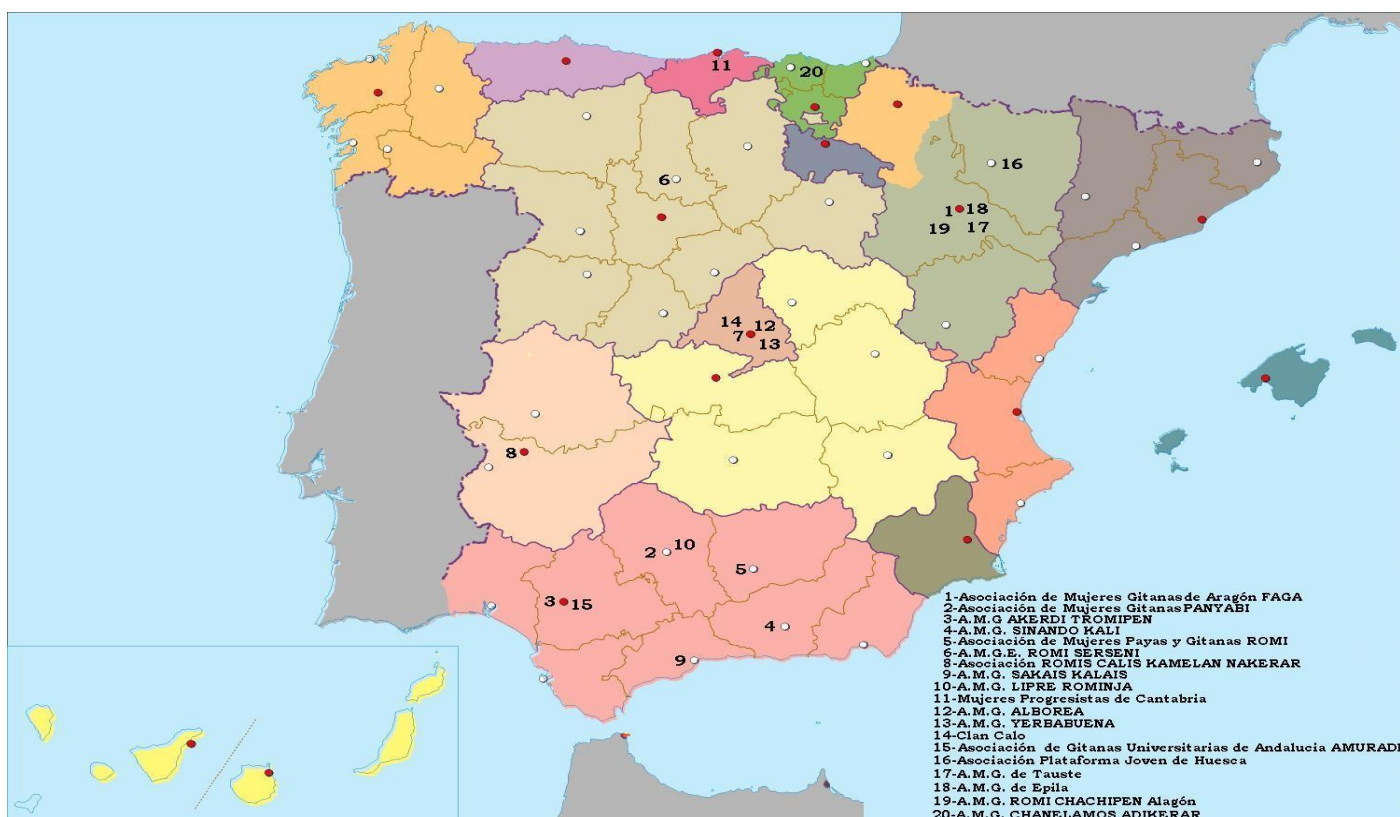 11
20
16
6
1 18
19 17
14 12
7 13
8
2 10
5
3 15
4
9
1-Asociación de Mujeres Gitanas de Aragón FAGA
2-Asociación de Mujeres Gitanas PANYABI
3-A.M.G AKERDI TROMIPEN
4-A.M.G. SINANDO KALI
5-Asociación de Mujeres Payas y Gitanas ROMI
6-A.M.G.E. ROMI SERSENI
8-Asociación ROMIS CALIS KAMELAN NAKERAR
9-A.M.G. SAKAIS KALAIS
10-A.M.G. LIPRE ROMINJA
11-Mujeres Progresistas de Cantabria
12-A.M.G. ALBOREA
13-A.M.G. YERBABUENA
14-Clan Calo
15-Asociación de Gitanas Universitarias de Andalucia AMURADI
16-Asociación Plataforma Joven de Huesca
17-A.M.G. de Tauste
18-A.M.G. de Epila
19-A.M.G. ROMI CHACHIPEN Alagón
20-A.M.G. CHANELAMOS ADIKERAR